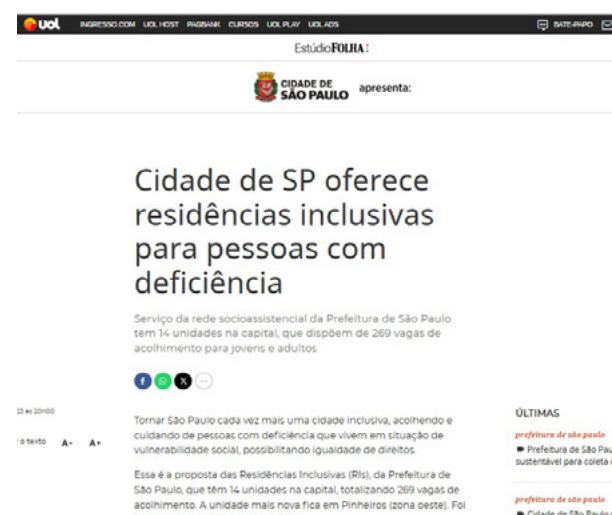 UOL INGRESSO.COM UOL HOST PAGBANK CURSOS UOL PLAY UOL ADS BATE-PAPO
EstúdioFOLHA:
CIDADE DE
SÃO PAULO apresenta:
Cidade de SP oferece
residências inclusivas
para pessoas com
deficiência
Serviço da rede socioassistencial da Prefeitura de São Paulo
tem 14 unidades na capital, que dispõem de 269 vagas de
acolhimento para jovens e adultos
às 20h00
o texto A- A+
Tornar São Paulo cada vez mais uma cidade inclusiva, acolhendo e
cuidando de pessoas com deficiência que vivem em situação de
vulnerabilidade social, possibilitando igualdade de direitos.
Essa é a proposta das Residências Inclusivas (RIs), da Prefeitura de
São Paulo, que têm 14 unidades na capital, totalizando 269 vagas de
acolhimento. A unidade mais nova fica em Pinheiros (zona oeste). Foi
ÚLTIMAS
prefeitura de são paulo
Prefeitura de São Pau
sustentável para coleta
prefeitura de são paulo
Cidade de São Paulo